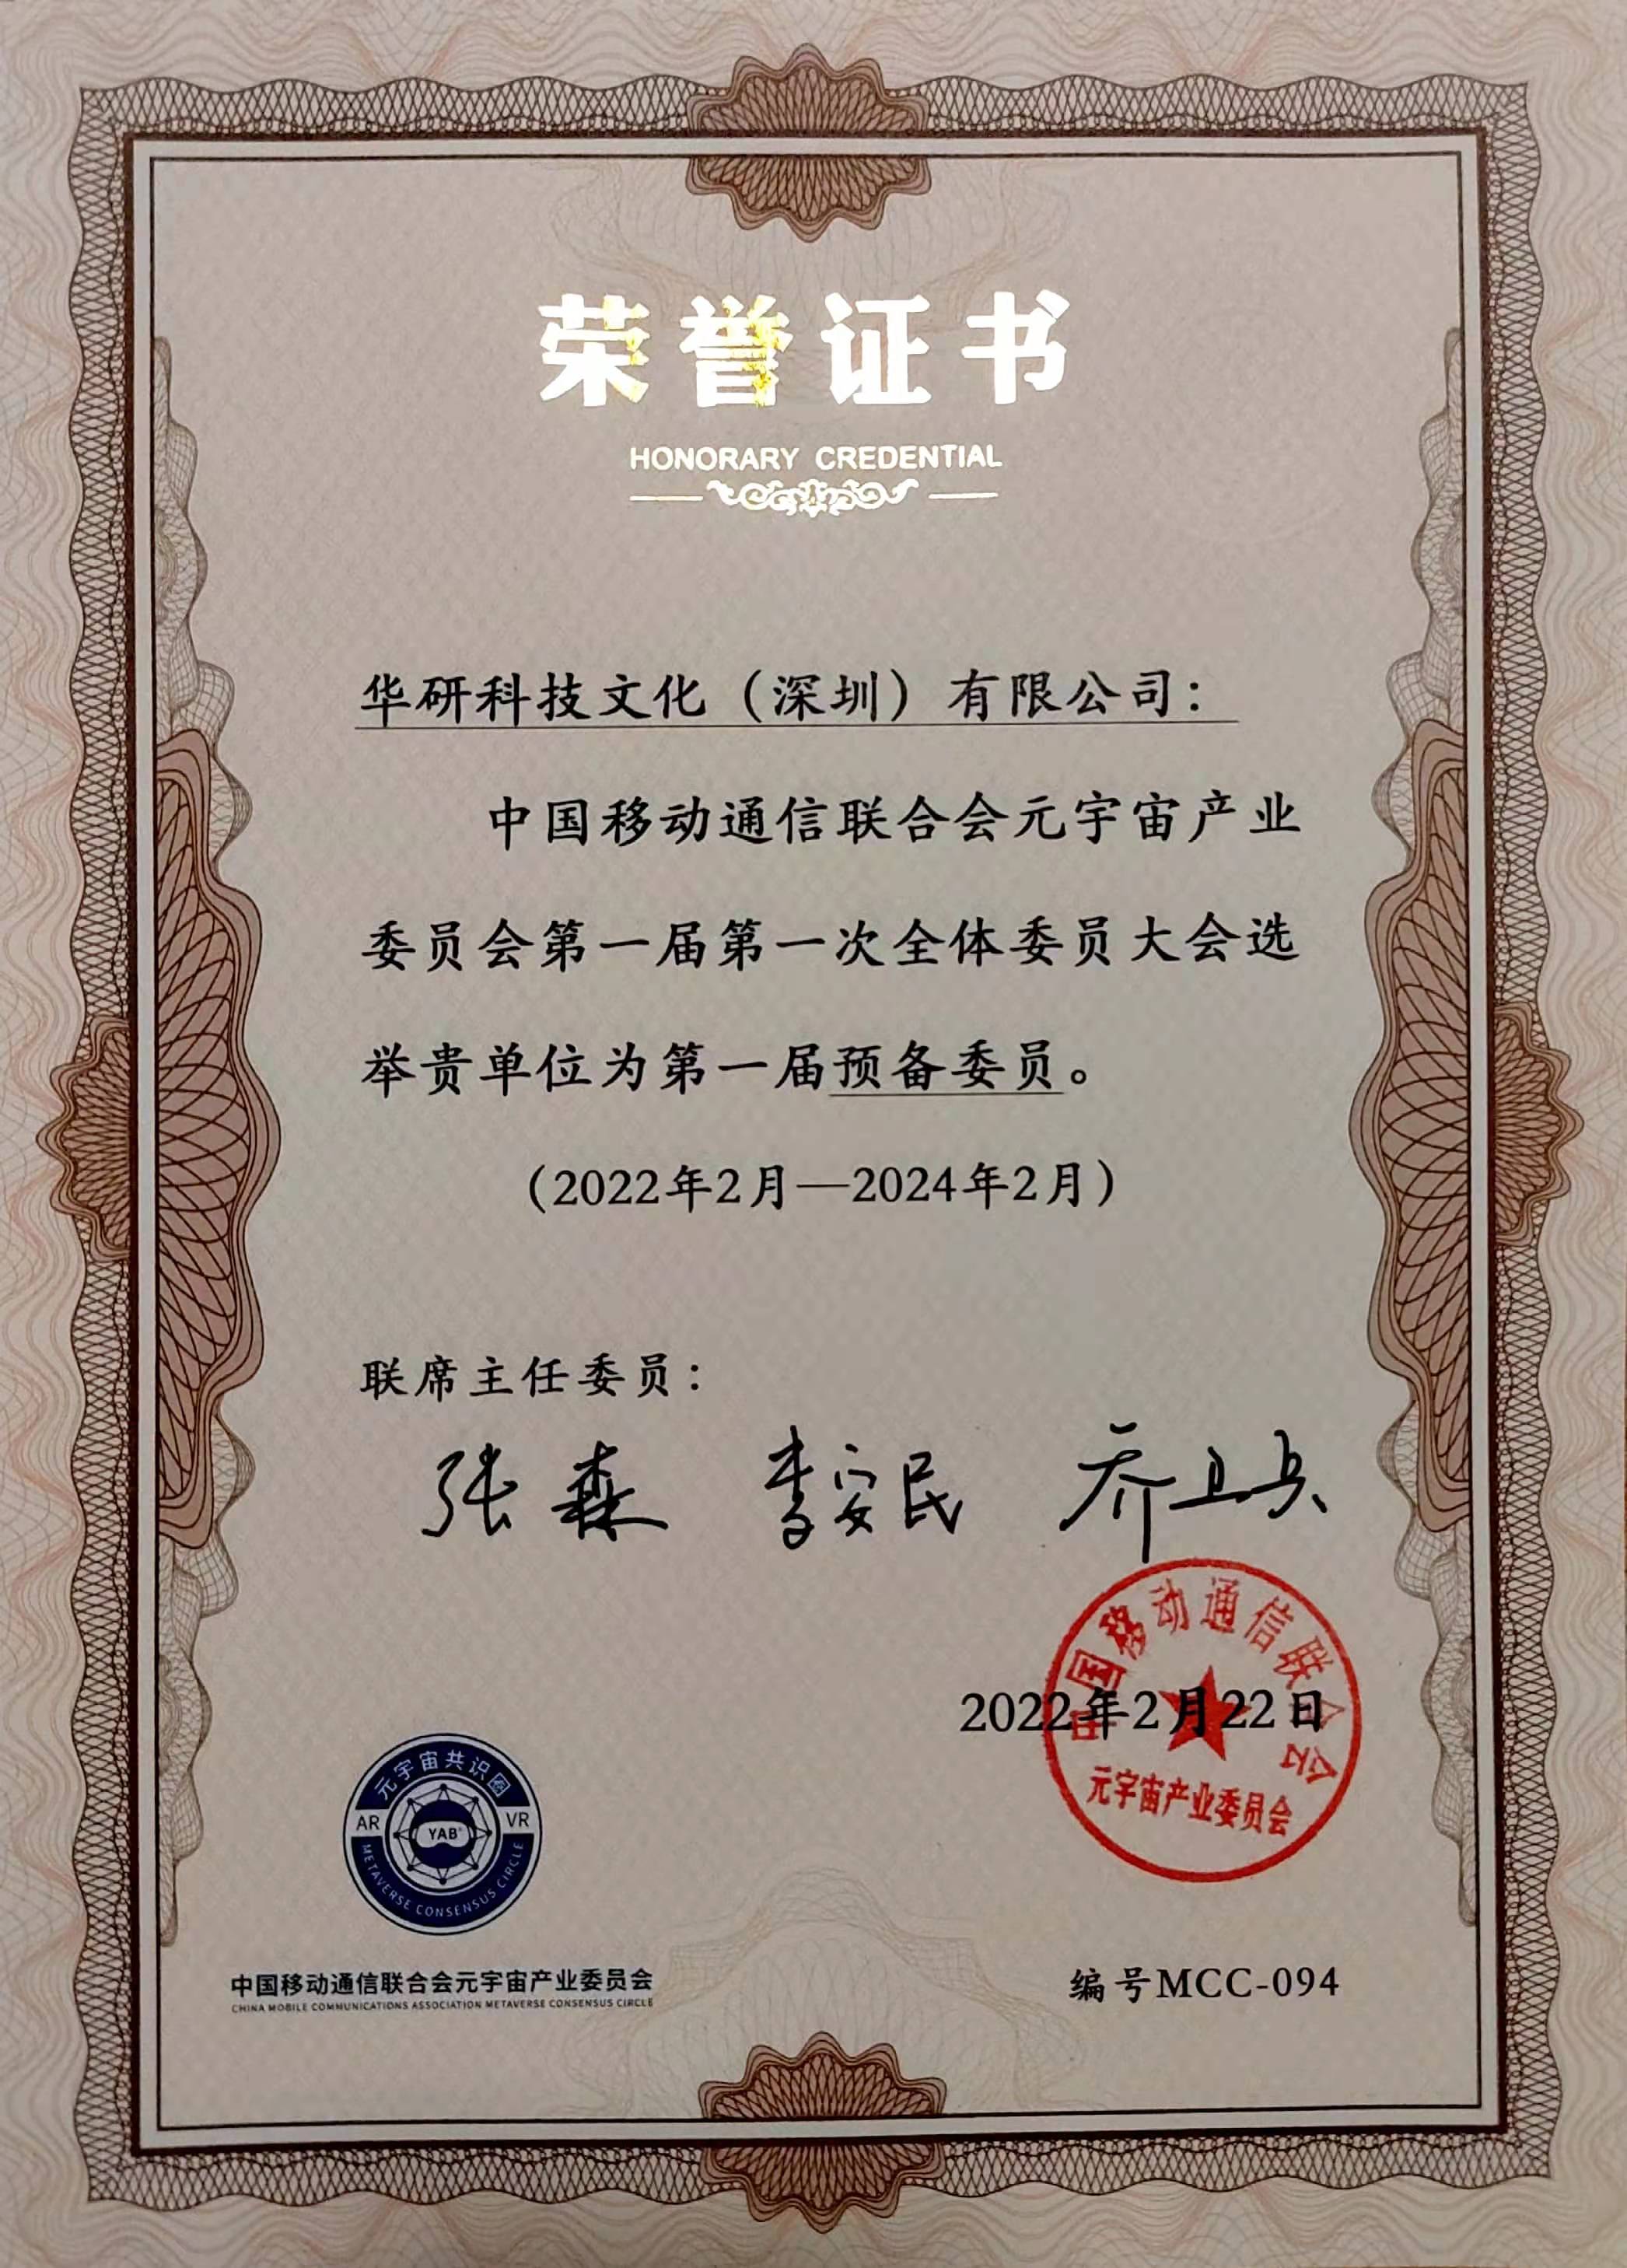 荣誉证书
HONORARY CREDENTIAL
华研科技文化（深圳）有限公司：
中国移动通信联合会元宇宙产业
委员会第一届第一次全体委员大会选
举贵单位为第一届预备委员。
（2022年2月—2024年2月）
联席主任委员：
张森 李安民 乔卫兵
中国移动通信联合会
2022年2月22日
元宇宙产业委员会
元宇宙共识圈
AR YAB® VR
METAVERSE CONSENSUS CIRCLE
中国移动通信联合会元宇宙产业委员会
CHINA MOBILE COMMUNICATIONS ASSOCIATION METAVERSE CONSENSUS CIRCLE
编号MCC-094